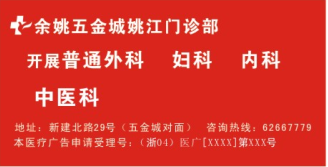 余姚五金城姚江门诊部
开展普通外科 妇科 内科
中医科
地址：新建北路29号（五金城对面） 咨询热线：62667779
本医疗广告申请受理号：（浙04）医广[XXXX]第XXX号